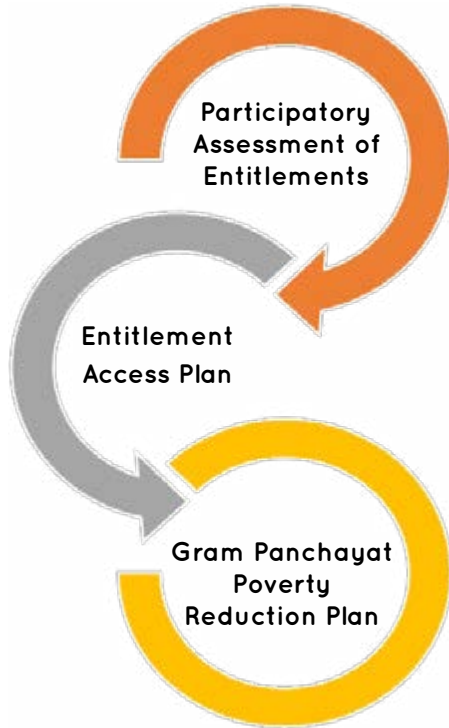 Participatory
Assessment of
Entitlements
Entitlement
Access Plan
Gram Panchayat
Poverty
Reduction Plan